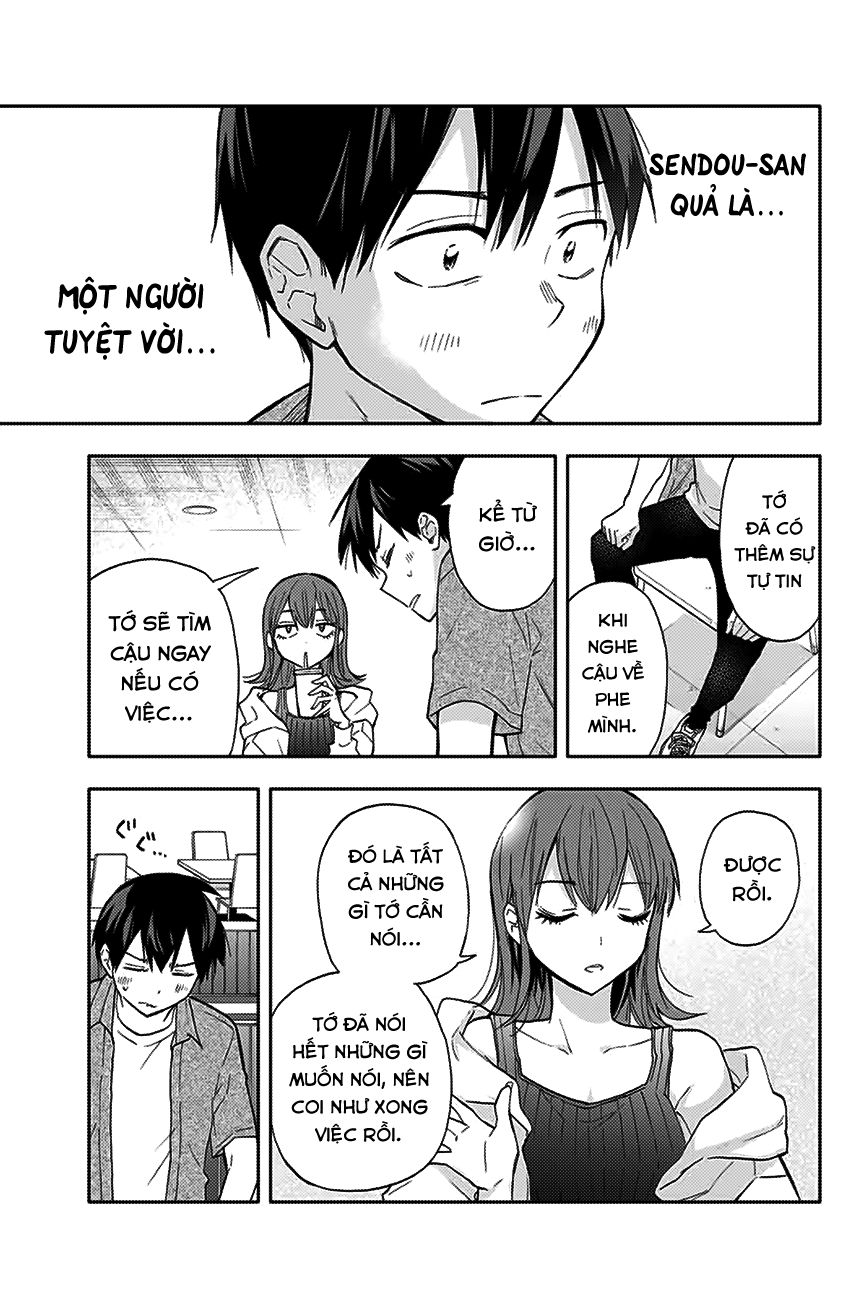 SENDOU-SAN
QUẢ LÀ...
MỘT NGƯỜI
TUYỆT VỜI...
TỚ
ĐÃ CÓ
THÊM SỰ
TỰ TIN
KHI
NGHE
CẬU VỀ
PHE
MÌNH.
KỂ TỪ
GIỜ...
TỚ SẼ TÌM
CẬU NGAY
NẾU CÓ
VIỆC...
ĐƯỢC
RỒI.
ĐÓ LÀ TẤT
CẢ NHỮNG
GÌ TỚ CẦN
NÓI...
TỚ ĐÃ NÓI
HẾT NHỮNG GÌ
MUỐN NÓI, NÊN
COI NHƯ XONG
VIỆC RỒI.
ぐぐ...